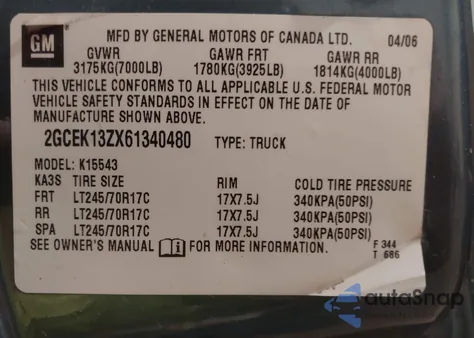 GM
MFD BY GENERAL MOTORS OF CANADA LTD. 04/06
GVWR GAWR FRT GAWR RR
3175KG(7000LB) 1780KG(3925LB) 1814KG(4000LB)
THIS VEHICLE CONFORMS TO ALL APPLICABLE U.S. FEDERAL MOTOR
VEHICLE SAFETY STANDARDS IN EFFECT ON THE DATE OF
MANUFACTURE SHOWN ABOVE.
2GCEK13ZX61340480 TYPE: TRUCK
MODEL: K15543
KA3S TIRE SIZE RIM COLD TIRE PRESSURE
FRT LT245/70R17C 17X7.5J 340KPA(50PSI)
RR LT245/70R17C 17X7.5J 340KPA(50PSI)
SPA LT245/70R17C 17X7.5J 340KPA(50PSI)
SEE OWNER'S MANUAL FOR MORE INFORMATION. F 344
T 686
autoSnap